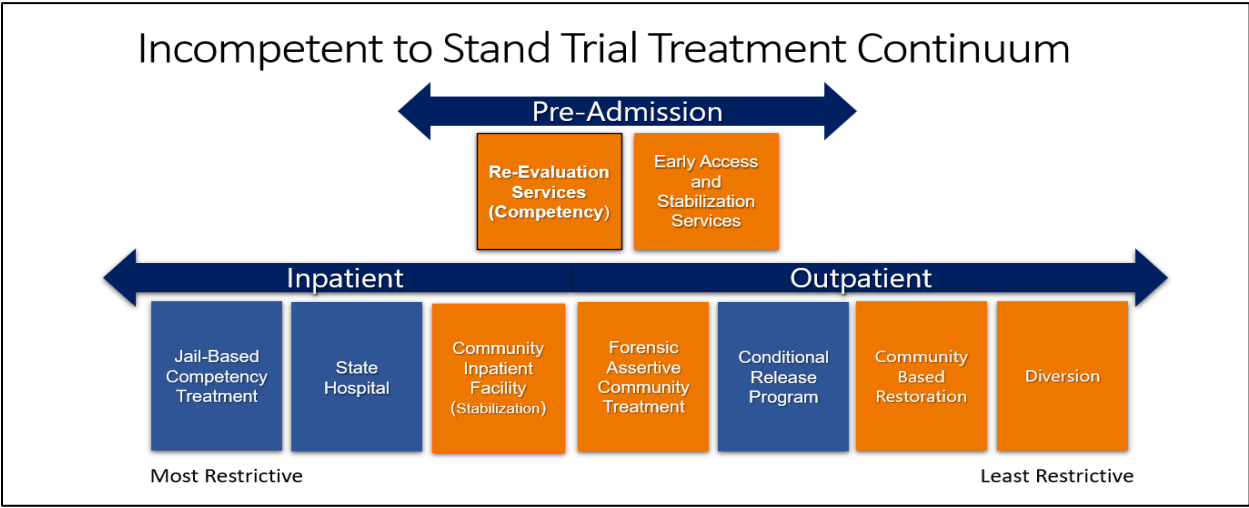 Incompetent to Stand Trial Treatment Continuum
Pre-Admission
Re-Evaluation
Services
(Competency)
Early Access
and
Stabilization
Services
Inpatient
Outpatient
Jail-Based
Competency
Treatment
State
Hospital
Community
Inpatient
Facility
(Stabilization)
Forensic
Assertive
Community
Treatment
Conditional
Release
Program
Community
Based
Restoration
Diversion
Most Restrictive
Least Restrictive